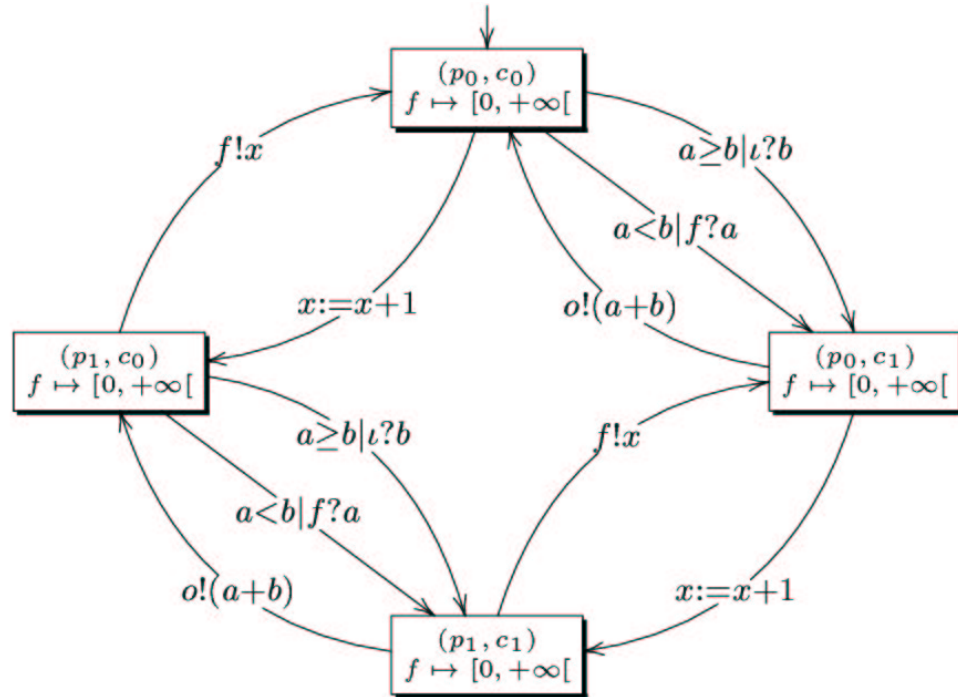 (p₀, c₀)
f ↦ [0, +∞[
f!x
a≥b|ι?b
a<b|f?a
x:=x+1
o!(a+b)
(p₁, c₀)
f ↦ [0, +∞[
(p₀, c₁)
f ↦ [0, +∞[
a≥b|ι?b
f!x
a<b|f?a
o!(a+b)
x:=x+1
(p₁, c₁)
f ↦ [0, +∞[